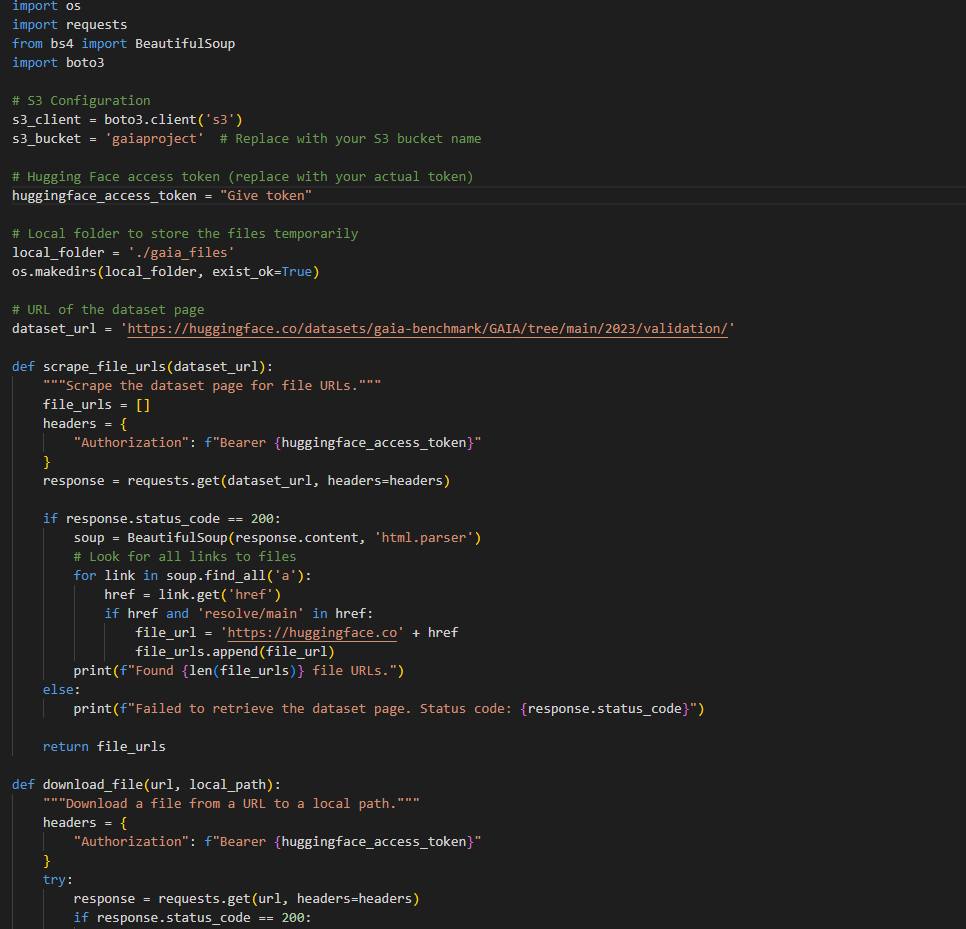 import os
import requests
from bs4 import BeautifulSoup
import boto3

# S3 Configuration
s3_client = boto3.client('s3')
s3_bucket = 'gaiaproject'  # Replace with your S3 bucket name

# Hugging Face access token (replace with your actual token)
huggingface_access_token = "Give token"

# Local folder to store the files temporarily
local_folder = './gaia_files'
os.makedirs(local_folder, exist_ok=True)

# URL of the dataset page
dataset_url = 'https://huggingface.co/datasets/gaia-benchmark/GAIA/tree/main/2023/validation/'

def scrape_file_urls(dataset_url):
    """Scrape the dataset page for file URLs."""
    file_urls = []
    headers = {
        "Authorization": f"Bearer {huggingface_access_token}"
    }
    response = requests.get(dataset_url, headers=headers)

    if response.status_code == 200:
        soup = BeautifulSoup(response.content, 'html.parser')
        # Look for all links to files
        for link in soup.find_all('a'):
            href = link.get('href')
            if href and 'resolve/main' in href:
                file_url = 'https://huggingface.co' + href
                file_urls.append(file_url)
        print(f"Found {len(file_urls)} file URLs.")
    else:
        print(f"Failed to retrieve the dataset page. Status code: {response.status_code}")

    return file_urls

def download_file(url, local_path):
    """Download a file from a URL to a local path."""
    headers = {
        "Authorization": f"Bearer {huggingface_access_token}"
    }
    try:
        response = requests.get(url, headers=headers)
        if response.status_code == 200: